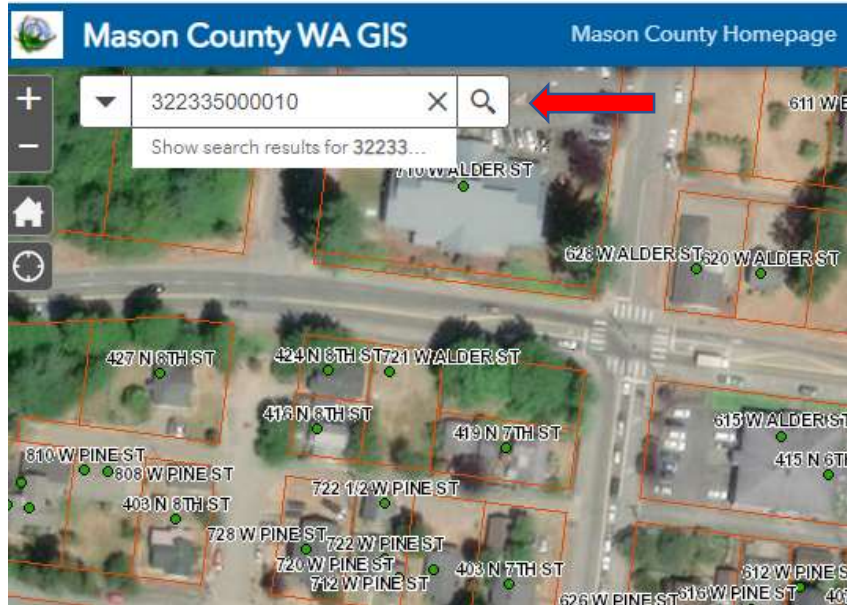 Mason County WA GIS
Mason County Homepage
322335000010
Show search results for 32233...
611 W E
710 W ALDER ST
628 W ALDER ST
620 W ALDER ST
427 N 8TH ST
424 N 8TH ST
721 W ALDER ST
416 N 8TH ST
419 N 7TH ST
615 W ALDER ST
415 N 6TH
810 W PINE ST
808 W PINE ST
722 1/2 W PINE ST
403 N 8TH ST
728 W PINE ST
722 W PINE ST
720 W PINE ST
403 N 7TH ST
712 W PINE ST
612 W PINE S
626 W PINE ST
616 W PINE ST
407